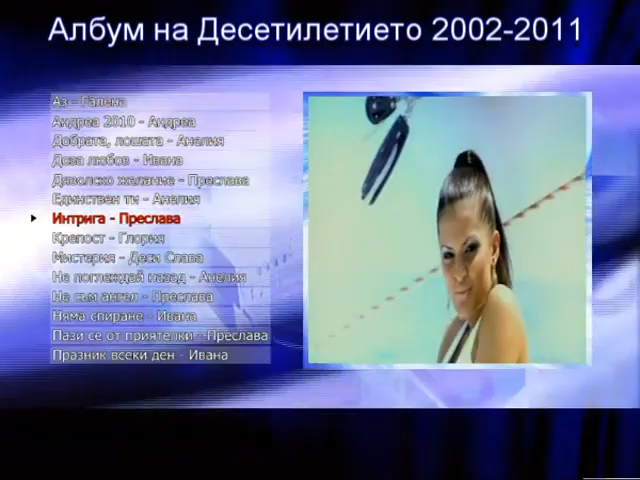 Албум на Десетилетието 2002-2011
Аз - Галена
Андреа 2010 - Андреа
Добрата, лошата - Анелия
Доза любов - Ивана
Дяволско желание - Преслава
Единствен ти - Анелия
Интрига - Преслава
Крепост - Глория
Мистерия - Деси Слава
Не поглеждай назад - Анелия
Не съм ангел - Преслава
Няма спиране - Ивана
Пази се от приятелки - Преслава
Празник всеки ден - Ивана